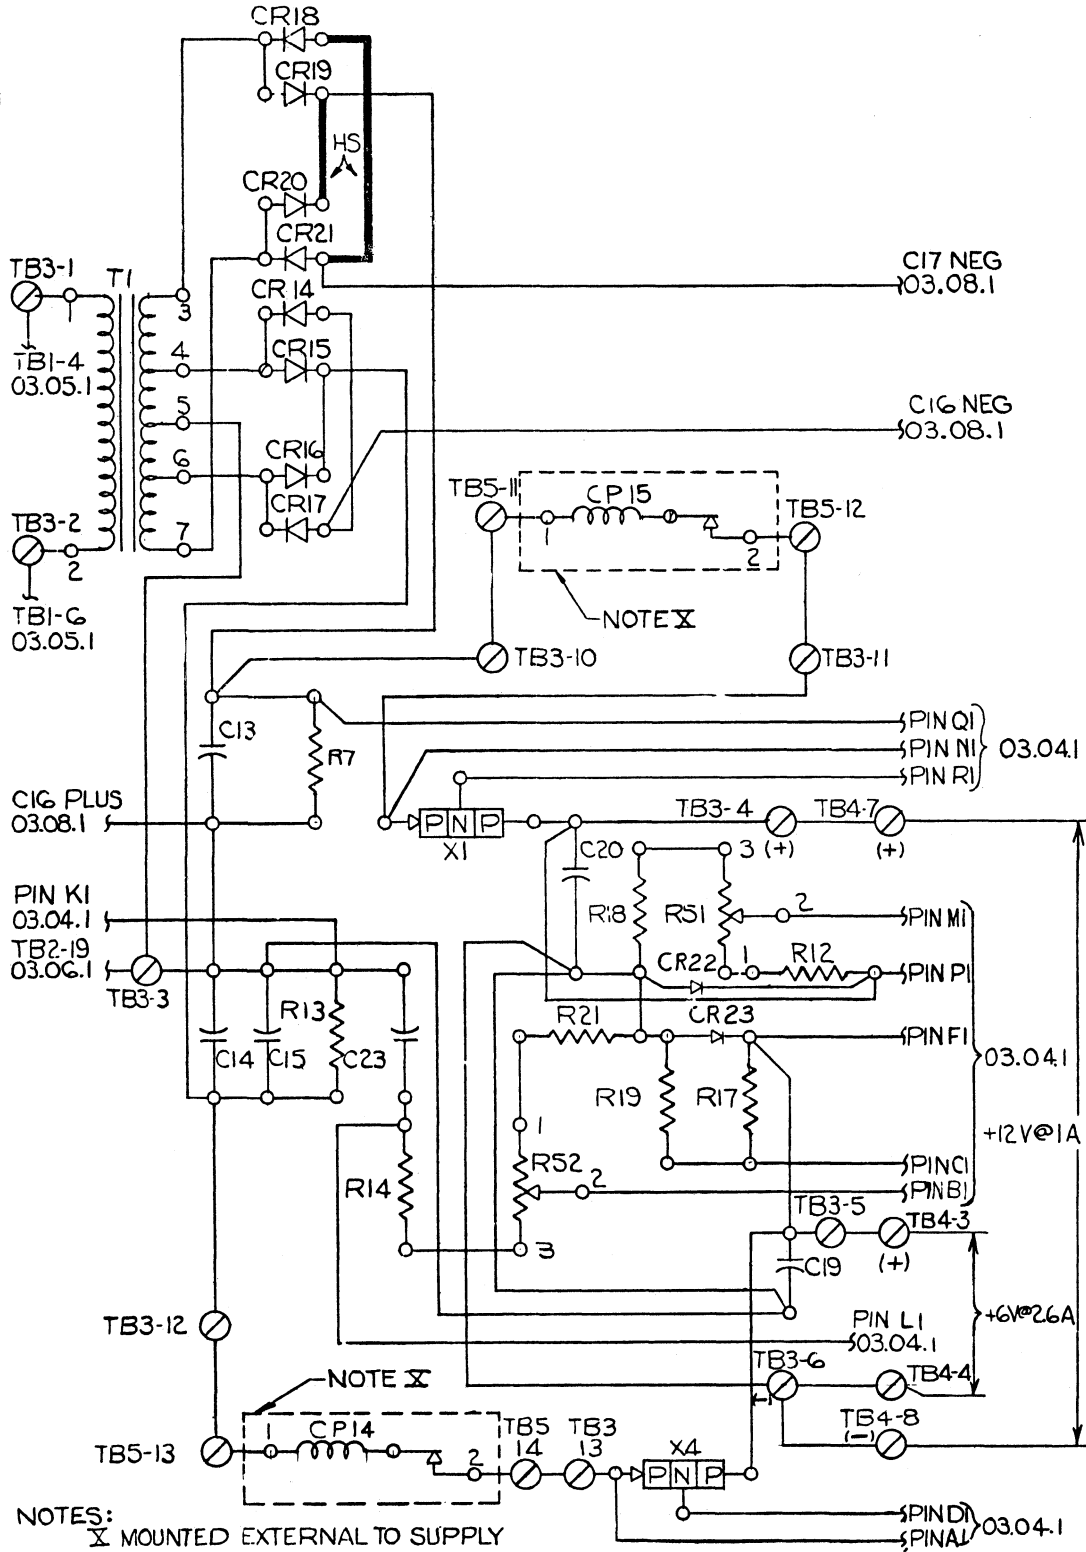 CR18
CR19
HS
CR20
CR21
C17 NEG
03.08.1
TB3-1
T1
1
3
CR 14
TB1-4
03.05.1
4
CR15
5
C16 NEG
03.08.1
6
CR16
CR17
TB5-11
CP15
1
2
TB5-12
TB3-2
2
7
NOTE X
TB1-6
03.05.1
TB3-10
TB3-11
C13
R7
PIN Q1
PIN N1
PIN R1
03.04.1
C16 PLUS
03.08.1
P N P
X1
TB3-4
(+)
TB4-7
(+)
C20
3
PIN K1
03.04.1
R18
R51
2
PIN M1
TB2-19
03.06.1
TB3-3
CR22
1
R12
PIN P1
R13
R21
CR23
PIN F1
C14
C15
C23
03.04.1
R19
R17
1
+12V@1A
R14
R52
2
PIN C1
PIN B1
3
TB3-5
TB4-3
(+)
C19
TB3-12
PIN L1
03.04.1
+6V@2.6A
TB3-6
(-)
TB4-4
NOTE X
TB4-8
(-)
TB5-13
1
CP14
2
TB5
14
TB3
13
X4
P N P
NOTES:
X MOUNTED EXTERNAL TO SUPPLY
PIN D1
PIN A1
03.04.1